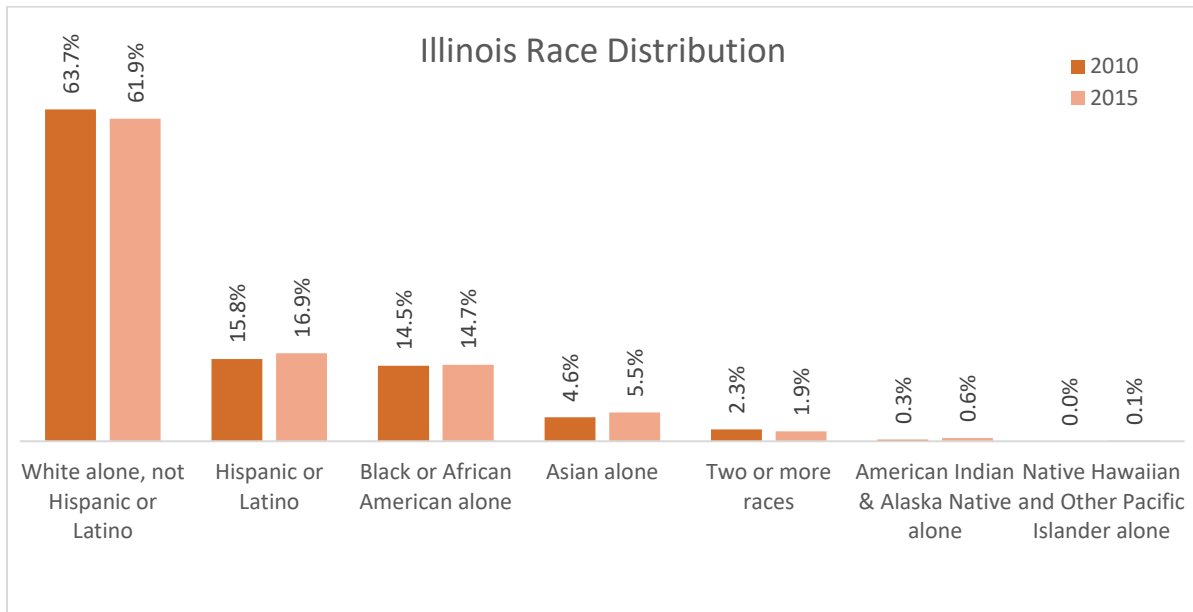 Illinois Race Distribution
2010
2015
63.7%
61.9%
15.8%
16.9%
14.5%
14.7%
4.6%
5.5%
2.3%
1.9%
0.3%
0.6%
0.0%
0.1%
White alone, not
Hispanic or
Latino
Hispanic or
Latino
Black or African
American alone
Asian alone
Two or more
races
American Indian
& Alaska Native
alone
Native Hawaiian
and Other Pacific
Islander alone